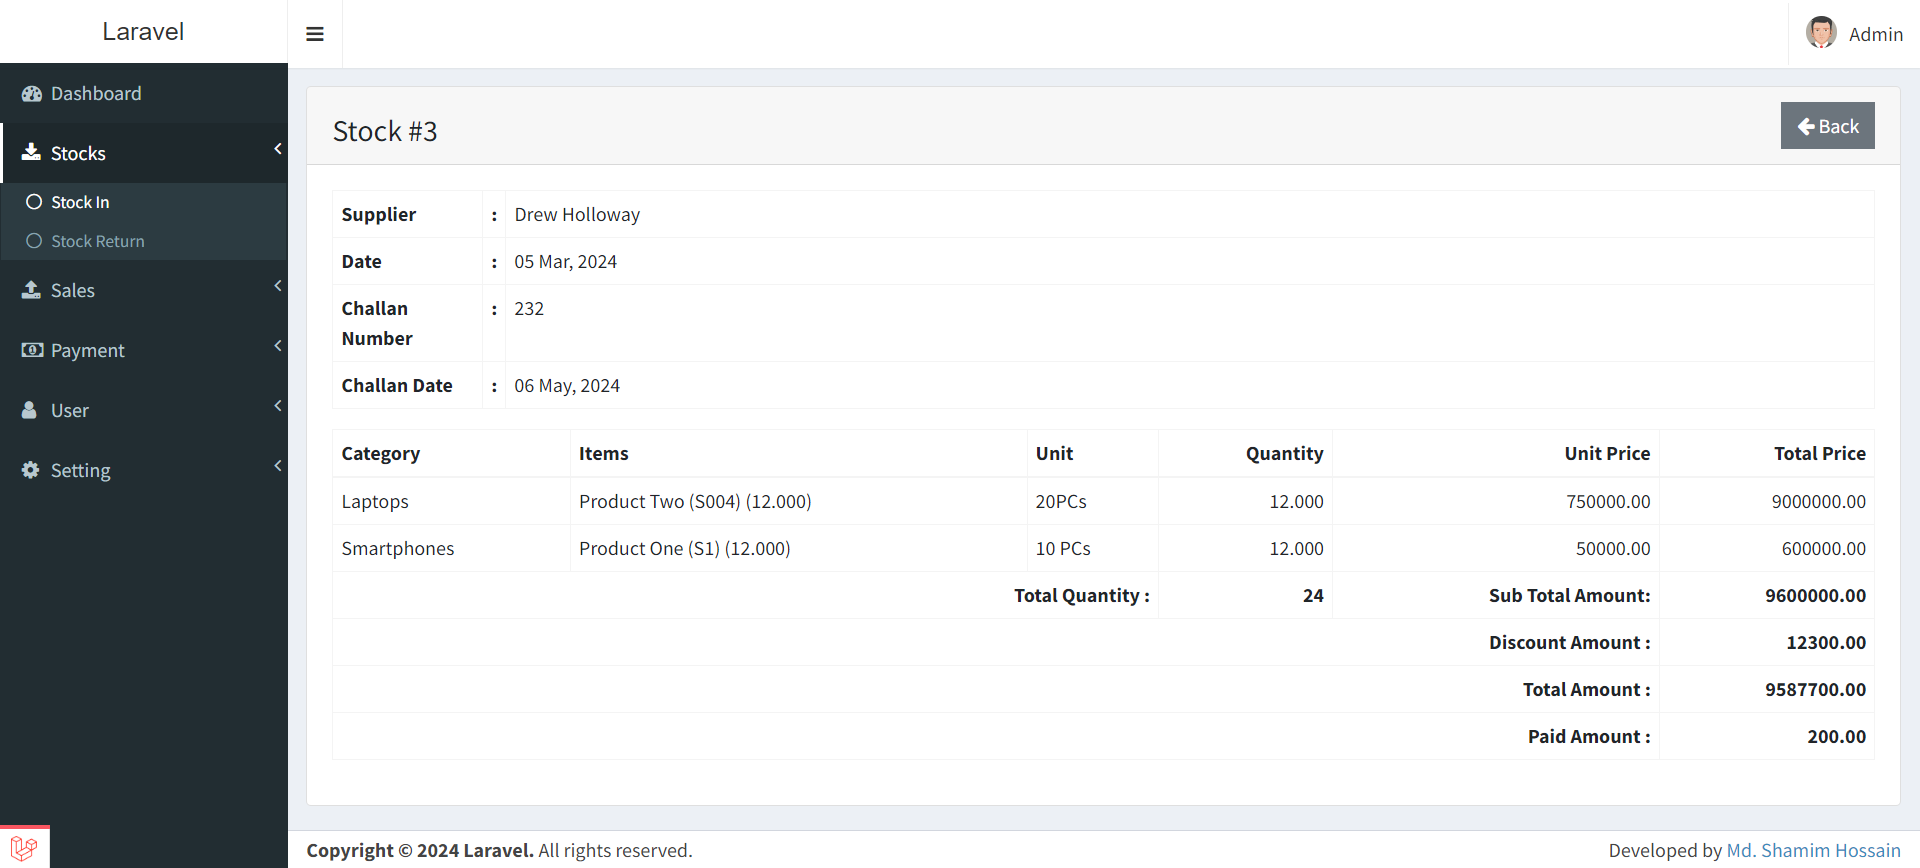 Laravel
Admin
Dashboard
Stocks
Stock In
Stock Return
Sales
Payment
User
Setting
Stock #3
Back
Supplier : Drew Holloway
Date : 05 Mar, 2024
Challan : 232
Number
Challan Date : 06 May, 2024
Category Items Unit Quantity Unit Price Total Price
Laptops Product Two (S004) (12.000) 20PCs 12.000 750000.00 9000000.00
Smartphones Product One (S1) (12.000) 10 PCs 12.000 50000.00 600000.00
Total Quantity : 24 Sub Total Amount: 9600000.00
Discount Amount : 12300.00
Total Amount : 9587700.00
Paid Amount : 200.00
Copyright © 2024 Laravel. All rights reserved. Developed by Md. Shamim Hossain